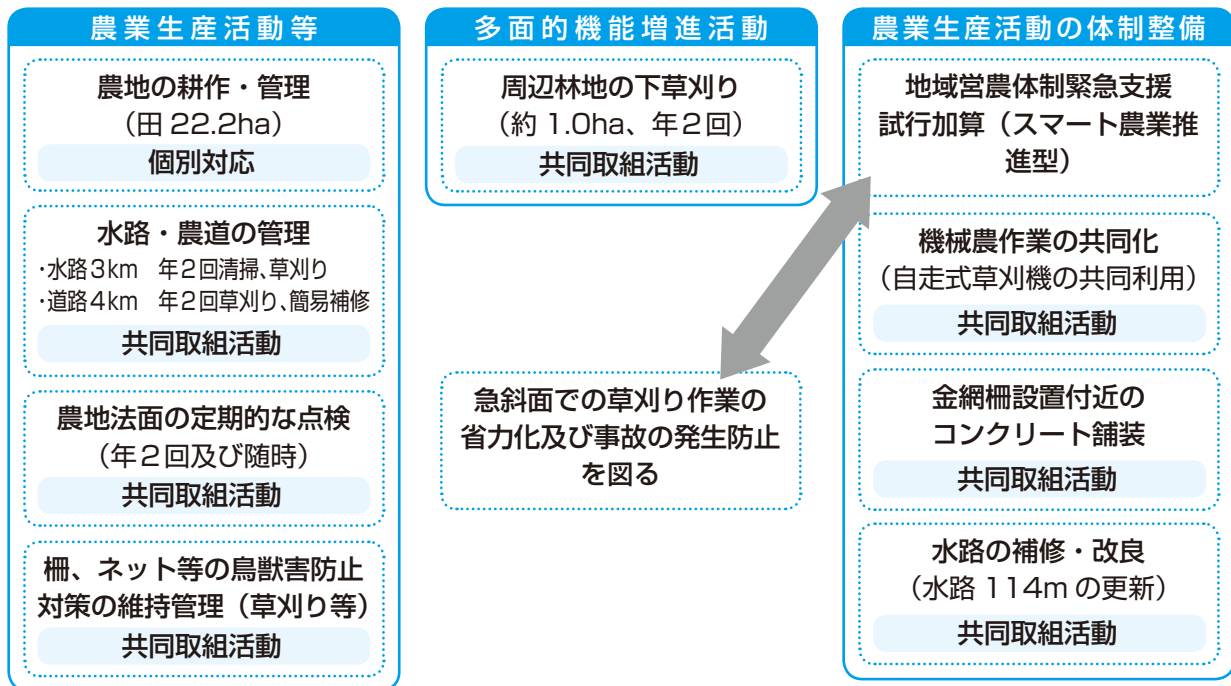 農業生産活動等
農地の耕作・管理
（田 22.2ha）
個別対応
水路・農道の管理
・水路３km　年２回清掃、草刈り
・道路４km　年２回草刈り、簡易補修
共同取組活動
農地法面の定期的な点検
（年２回及び随時）
共同取組活動
柵、ネット等の鳥獣害防止
対策の維持管理（草刈り等）
共同取組活動
多面的機能増進活動
周辺林地の下草刈り
（約 1.0ha、年２回）
共同取組活動
急斜面での草刈り作業の
省力化及び事故の発生防止
を図る
農業生産活動の体制整備
地域営農体制緊急支援
試行加算（スマート農業推
進型）
機械農作業の共同化
（自走式草刈機の共同利用）
共同取組活動
金網柵設置付近の
コンクリート舗装
共同取組活動
水路の補修・改良
（水路 114m の更新）
共同取組活動